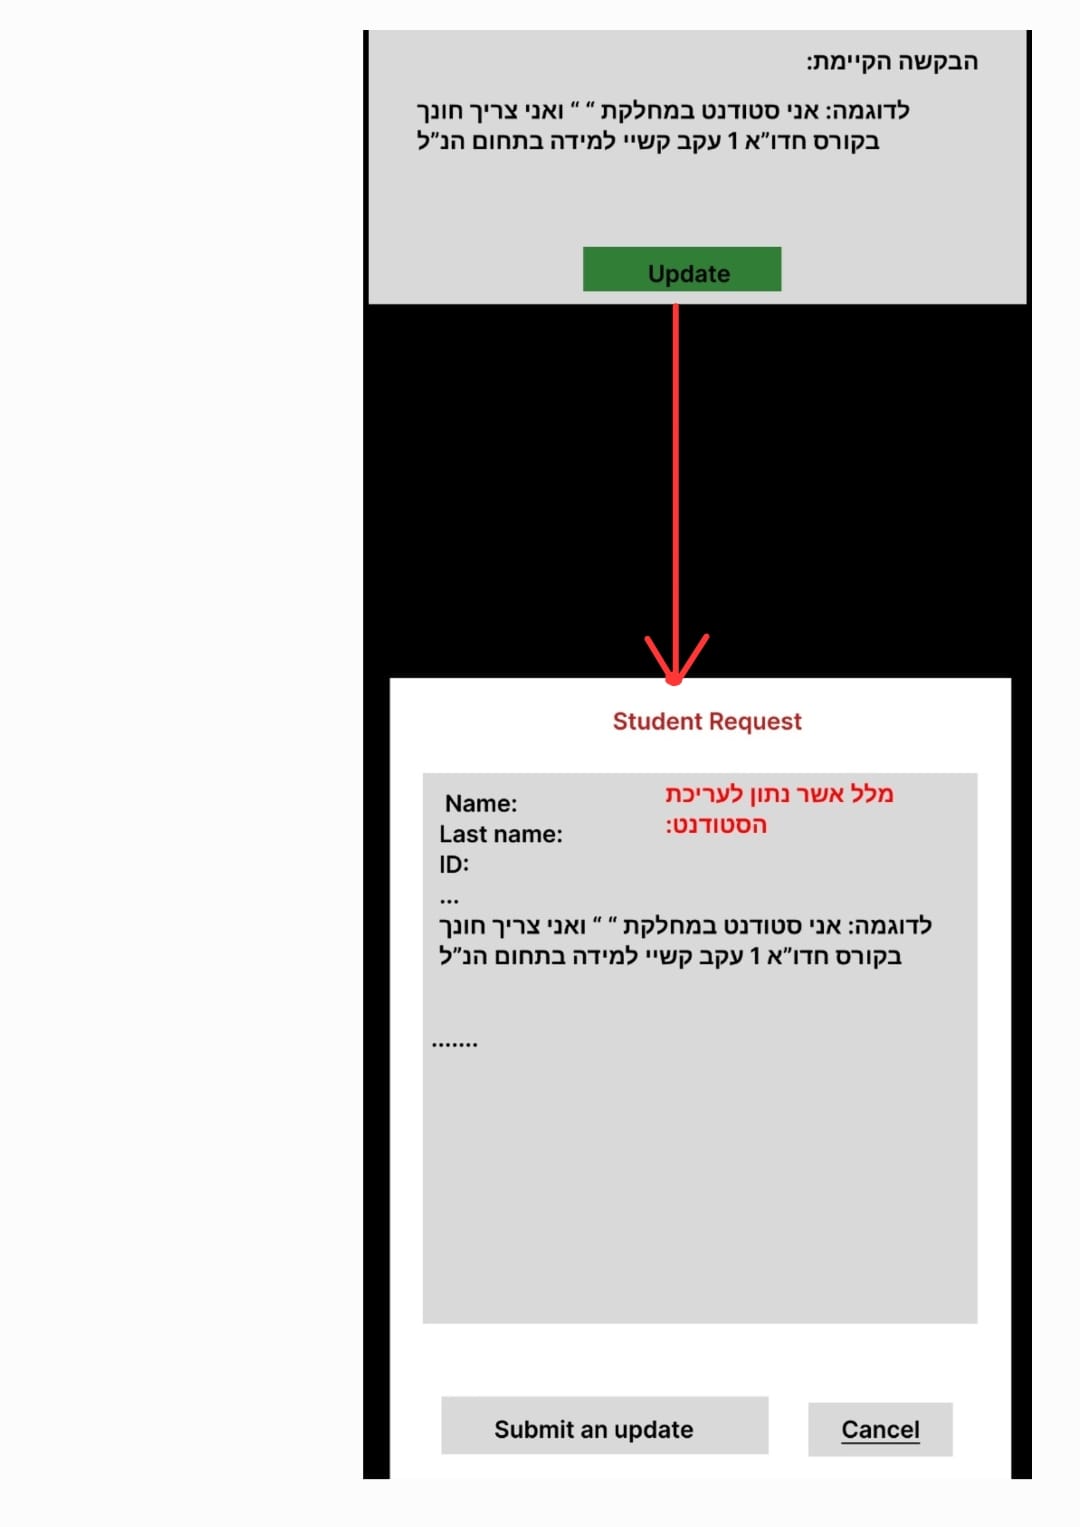 הבקשה הקיימת:
לדוגמה: אני סטודנט במחלקת “ “ ואני צריך חונך
בקורס חדו”א 1 עקב קשיי למידה בתחום הנ”ל
Update
Student Request
מלל אשר נתון לעריכת
הסטודנט:
Name:
Last name:
ID:
...
לדוגמה: אני סטודנט במחלקת “ “ ואני צריך חונך
בקורס חדו”א 1 עקב קשיי למידה בתחום הנ”ל
.......
Submit an update
Cancel